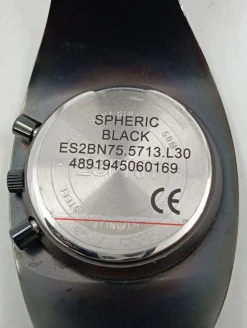 SPHERIC
BLACK
ES2BN75.5713.L30
4891945060169
CE